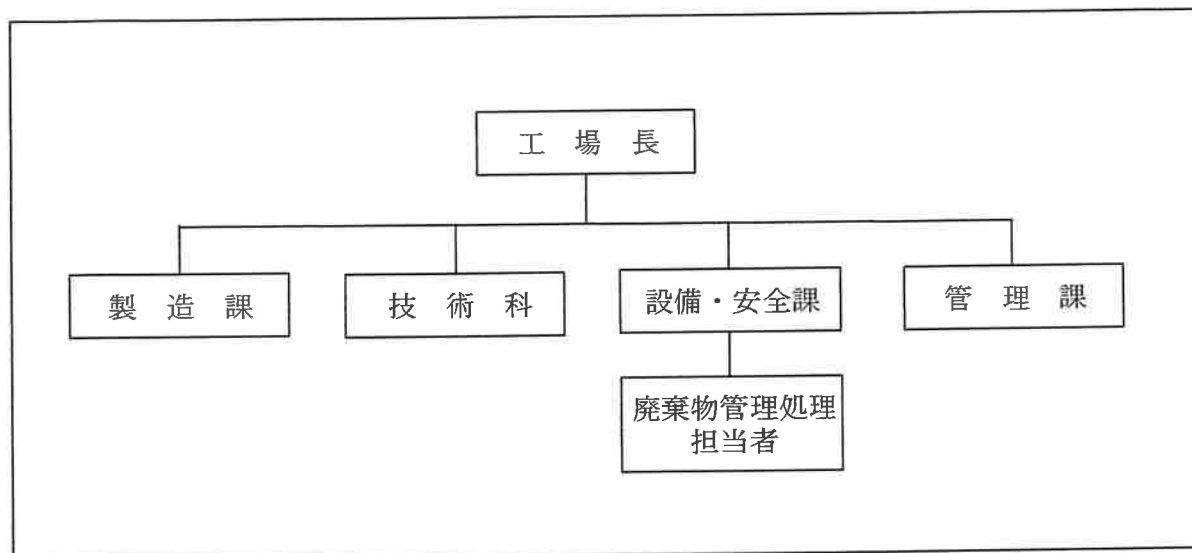 工場長
製造課
技術科
設備・安全課
管理課
廃棄物管理処理
担当者